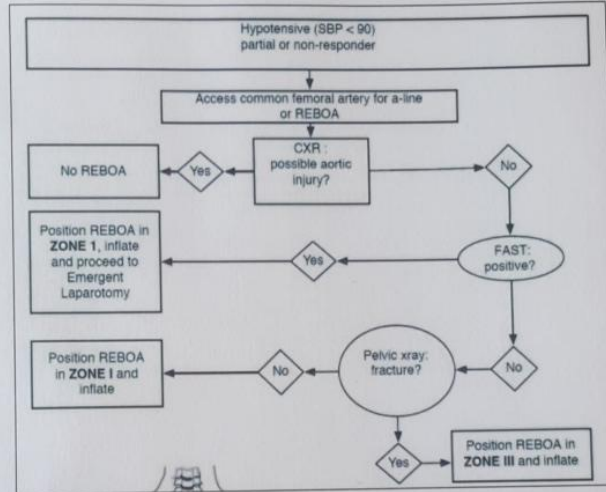 Hypotensive (SBP < 90)
partial or non-responder
Access common femoral artery for a-line
or REBOA
CXR :
possible aortic
injury?
Yes
No REBOA
No
FAST:
positive?
Yes
Position REBOA in
ZONE 1, inflate
and proceed to
Emergent
Laparotomy
No
Pelvic xray:
fracture?
No
Position REBOA
in ZONE I and
inflate
Yes
Position REBOA in
ZONE III and inflate